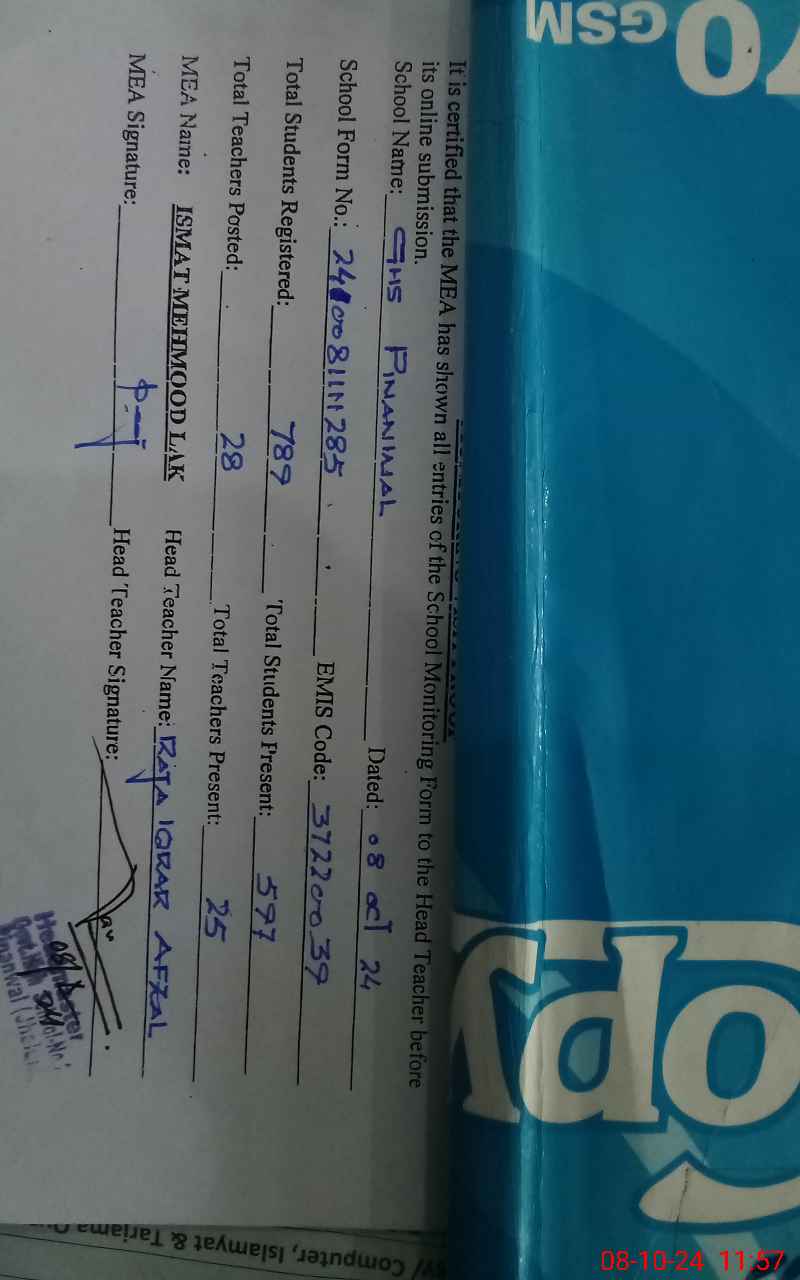 It is certified that the MEA has shown all entries of the School Monitoring Form to the Head Teacher before
its online submission.
School Name: GHS PINANWAL Dated: 08 OCT 24
School Form No.: EMIS Code: 37220039
Total Students Registered: 789 Total Students Present: 597
Total Teachers Posted: 28 Total Teachers Present: 25
MEA Name: ISMAT MEHMOOD LAK Head Teacher Name: RAJA IQRAR AFZAL
MEA Signature: Head Teacher Signature:
70 GSM
opy
/ Computer, Islamyat & Tarjama
08-10-24 11:57